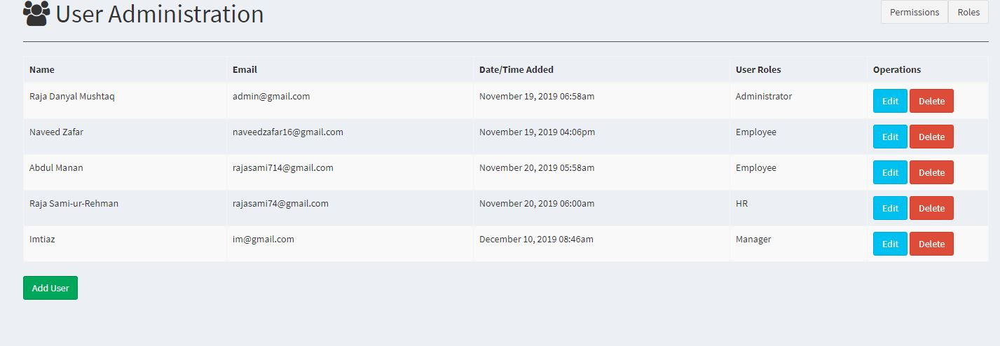 User Administration
Permissions Roles
Name Email Date/Time Added User Roles Operations
Raja Danyal Mushtaq admin@gmail.com November 19, 2019 06:58am Administrator Edit Delete
Naveed Zafar naveedzafar16@gmail.com November 19, 2019 04:06pm Employee Edit Delete
Abdul Manan rajasami714@gmail.com November 20, 2019 05:58am Employee Edit Delete
Raja Sami-ur-Rehman rajasami74@gmail.com November 20, 2019 06:00am HR Edit Delete
Imtiaz im@gmail.com December 10, 2019 08:46am Manager Edit Delete
Add User